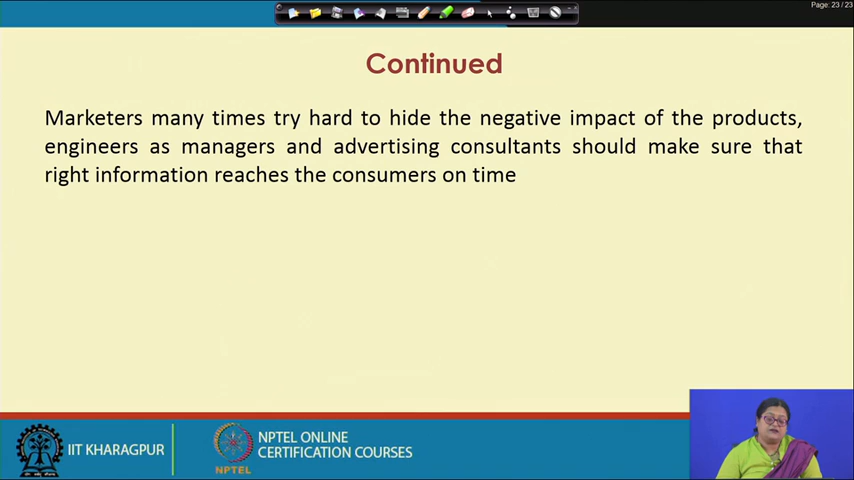 Page: 23 / 23
Continued
Marketers many times try hard to hide the negative impact of the products,
engineers as managers and advertising consultants should make sure that
right information reaches the consumers on time
IIT KHARAGPUR
NPTEL
NPTEL ONLINE
CERTIFICATION COURSES